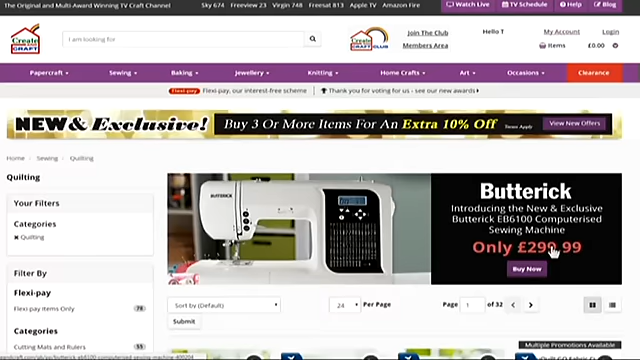 The Original and Multi-Award Winning TV Craft Channel
Sky 674 Freeview 23 Virgin 748 Freesat 813 Apple TV Amazon Fire
Watch Live TV Schedule Help Blog
Create and CRAFT
I am looking for
Create and CRAFT CLUB
Join The Club
Members Area
Hello T
My Account
Login
Items £0.00
Papercraft Sewing Baking Jewellery Knitting Home Crafts Art Occasions Clearance
Flexi-pay Flexi-pay, our interest-free scheme Thank you for voting for us - see our new awards
NEW & Exclusive! Buy 3 Or More Items For An Extra 10% Off Terms Apply View New Offers
Home Sewing Quilting
Quilting
Your Filters
Categories
Quilting
Filter By
Flexi-pay
Flexi-pay Items Only 78
Categories
Cutting Mats and Rulers 55
BUTTERICK
Butterick
Introducing the New & Exclusive
Butterick EB6100 Computerised
Sewing Machine
Only £299.99
Buy Now
Sort by (Default) 24 Per Page Page 1 of 32
Submit
Multiple Promotions Available